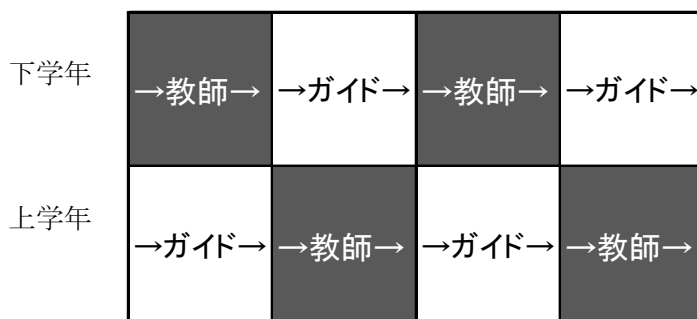 下学年
→教師→ →ガイド→ →教師→ →ガイド→
上学年
→ガイド→ →教師→ →ガイド→ →教師→